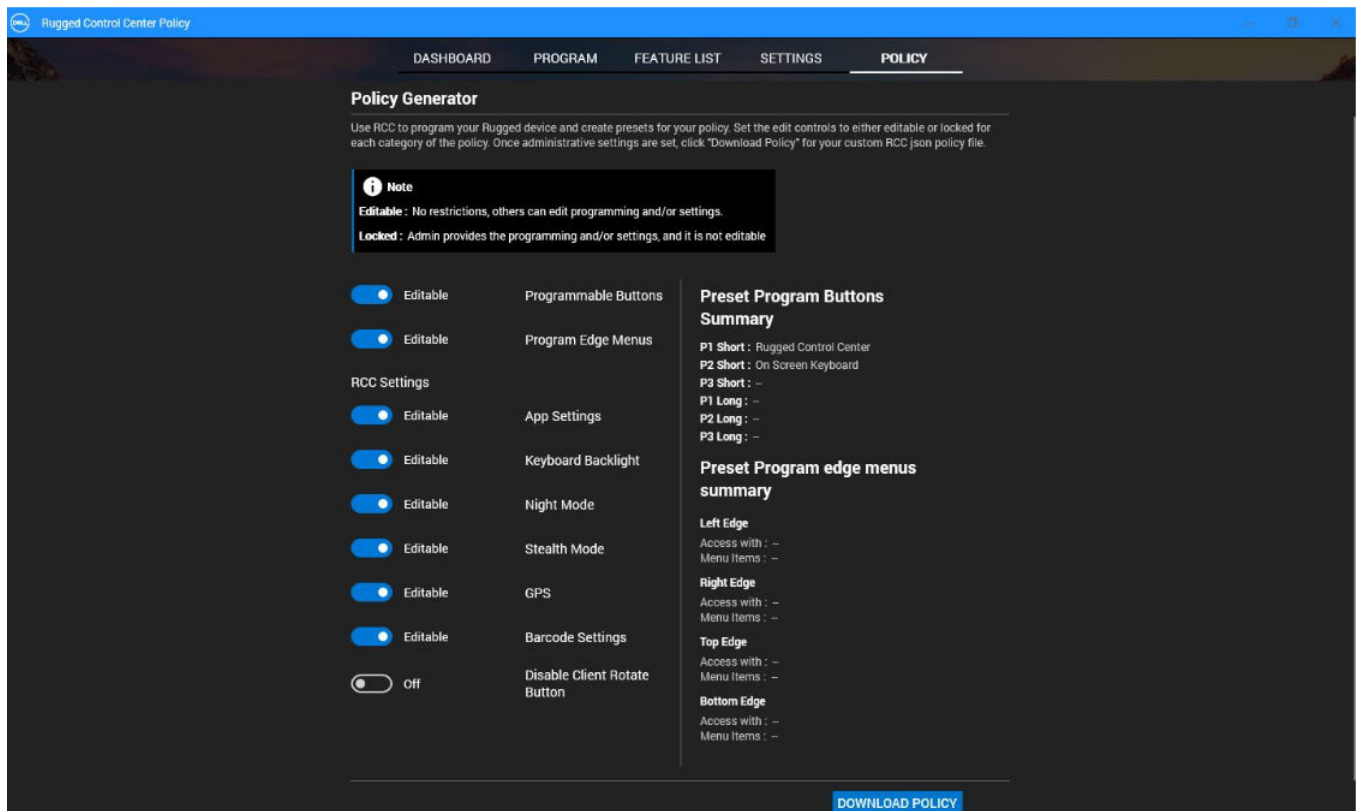 DELL
Rugged Control Center Policy
DASHBOARD PROGRAM FEATURE LIST SETTINGS POLICY
Policy Generator
Use RCC to program your Rugged device and create presets for your policy. Set the edit controls to either editable or locked for
each category of the policy. Once administrative settings are set, click "Download Policy" for your custom RCC json policy file.
i Note
Editable : No restrictions, others can edit programming and/or settings.
Locked : Admin provides the programming and/or settings, and it is not editable
Editable Programmable Buttons
Editable Program Edge Menus
RCC Settings
Editable App Settings
Editable Keyboard Backlight
Editable Night Mode
Editable Stealth Mode
Editable GPS
Editable Barcode Settings
Off Disable Client Rotate
Button
Preset Program Buttons
Summary
P1 Short : Rugged Control Center
P2 Short : On Screen Keyboard
P3 Short : --
P1 Long : --
P2 Long : --
P3 Long : --
Preset Program edge menus
summary
Left Edge
Access with : --
Menu Items : --
Right Edge
Access with : --
Menu Items : --
Top Edge
Access with : --
Menu Items : --
Bottom Edge
Access with : --
Menu Items : --
DOWNLOAD POLICY